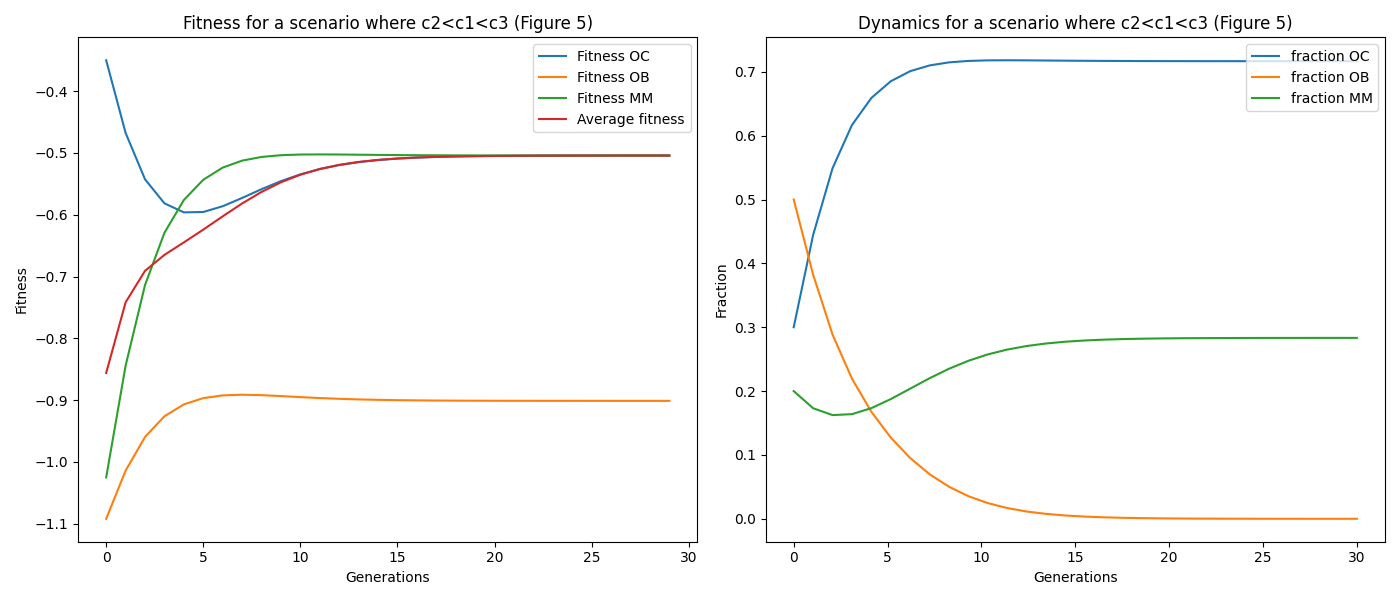 Fitness for a scenario where c2<c1<c3 (Figure 5)
Fitness OC
Fitness OB
Fitness MM
Average fitness
Fitness
−0.4
−0.5
−0.6
−0.7
−0.8
−0.9
−1.0
−1.1
0 5 10 15 20 25 30
Generations
Dynamics for a scenario where c2<c1<c3 (Figure 5)
fraction OC
fraction OB
fraction MM
Fraction
0.7
0.6
0.5
0.4
0.3
0.2
0.1
0.0
0 5 10 15 20 25 30
Generations